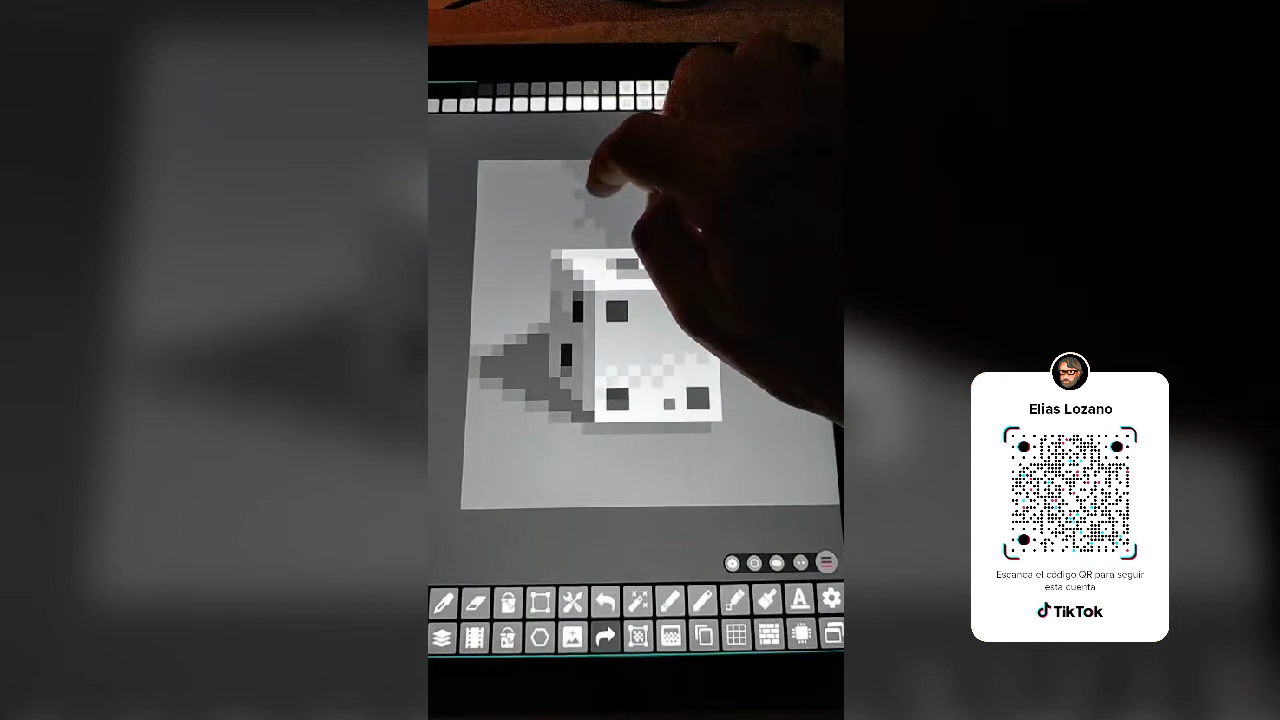 Elias Lozano
Escanea el código QR para seguir
esta cuenta
TikTok
A